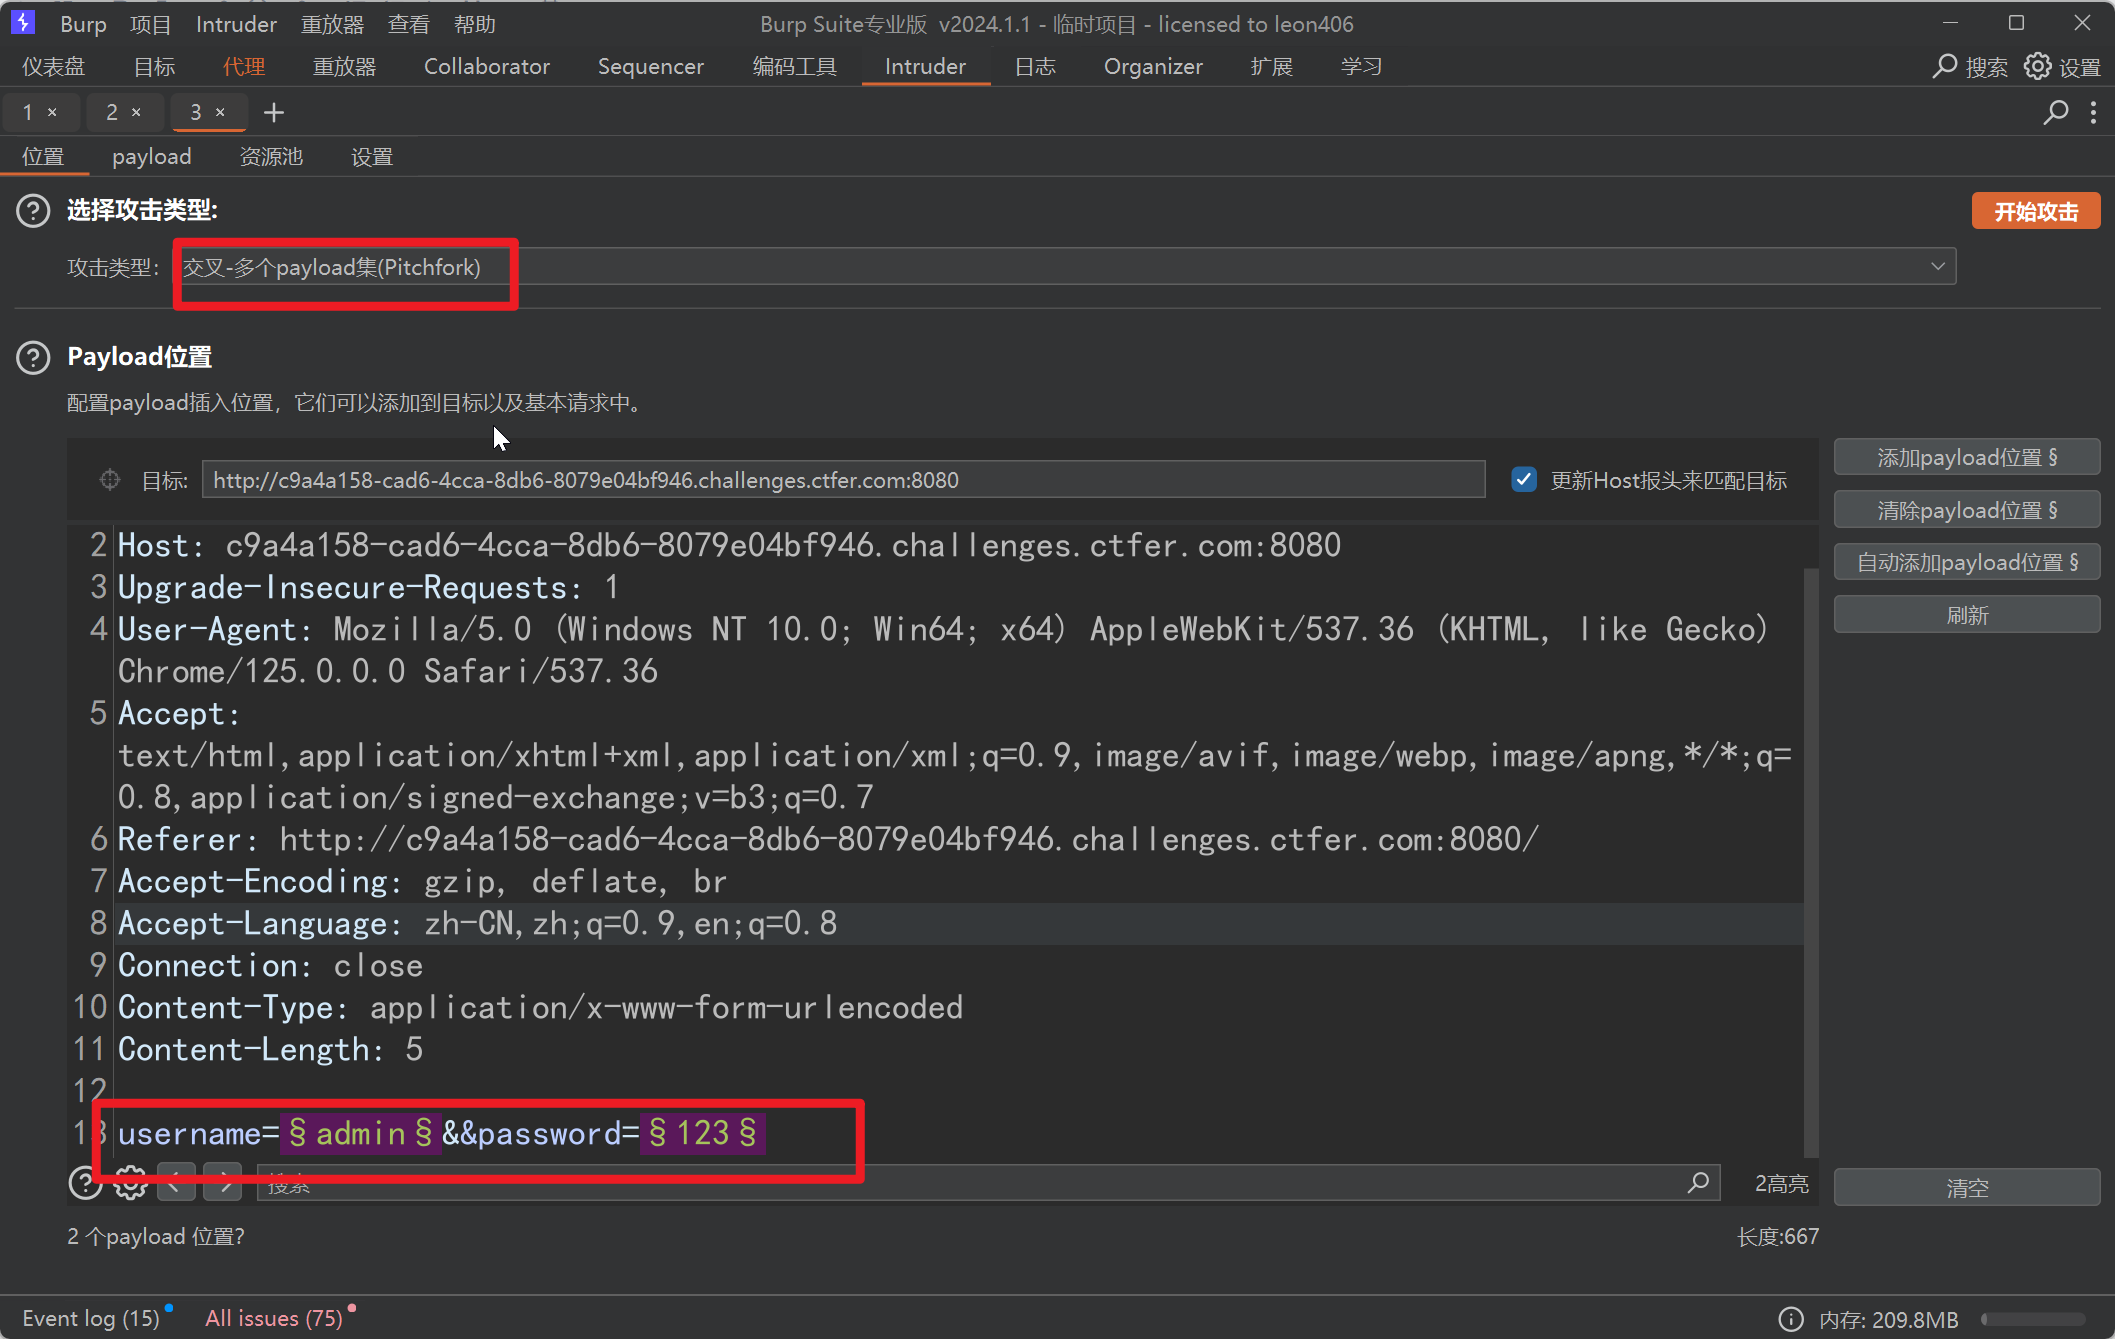 Burp 项目 Intruder 重放器 查看 帮助 Burp Suite专业版 v2024.1.1 - 临时项目 - licensed to leon406
仪表盘 目标 代理 重放器 Collaborator Sequencer 编码工具 Intruder 日志 Organizer 扩展 学习 搜索 设置
1 × 2 × 3 × +
位置 payload 资源池 设置
选择攻击类型:
开始攻击
攻击类型: 交叉-多个payload集(Pitchfork)
Payload位置
配置payload插入位置，它们可以添加到目标以及基本请求中。
目标: http://c9a4a158-cad6-4cca-8db6-8079e04bf946.challenges.ctfer.com:8080 更新Host报头来匹配目标
添加payload位置 §
清除payload位置 §
自动添加payload位置 §
刷新
2 Host: c9a4a158-cad6-4cca-8db6-8079e04bf946.challenges.ctfer.com:8080
3 Upgrade-Insecure-Requests: 1
4 User-Agent: Mozilla/5.0 (Windows NT 10.0; Win64; x64) AppleWebKit/537.36 (KHTML, like Gecko)
Chrome/125.0.0.0 Safari/537.36
5 Accept:
text/html,application/xhtml+xml,application/xml;q=0.9,image/avif,image/webp,image/apng,*/*;q=
0.8,application/signed-exchange;v=b3;q=0.7
6 Referer: http://c9a4a158-cad6-4cca-8db6-8079e04bf946.challenges.ctfer.com:8080/
7 Accept-Encoding: gzip, deflate, br
8 Accept-Language: zh-CN,zh;q=0.9,en;q=0.8
9 Connection: close
10 Content-Type: application/x-www-form-urlencoded
11 Content-Length: 5
12
13 username=§admin§&&password=§123§
搜索 2高亮
清空
2 个payload 位置? 长度:667
Event log (15) All issues (75) 内存: 209.8MB